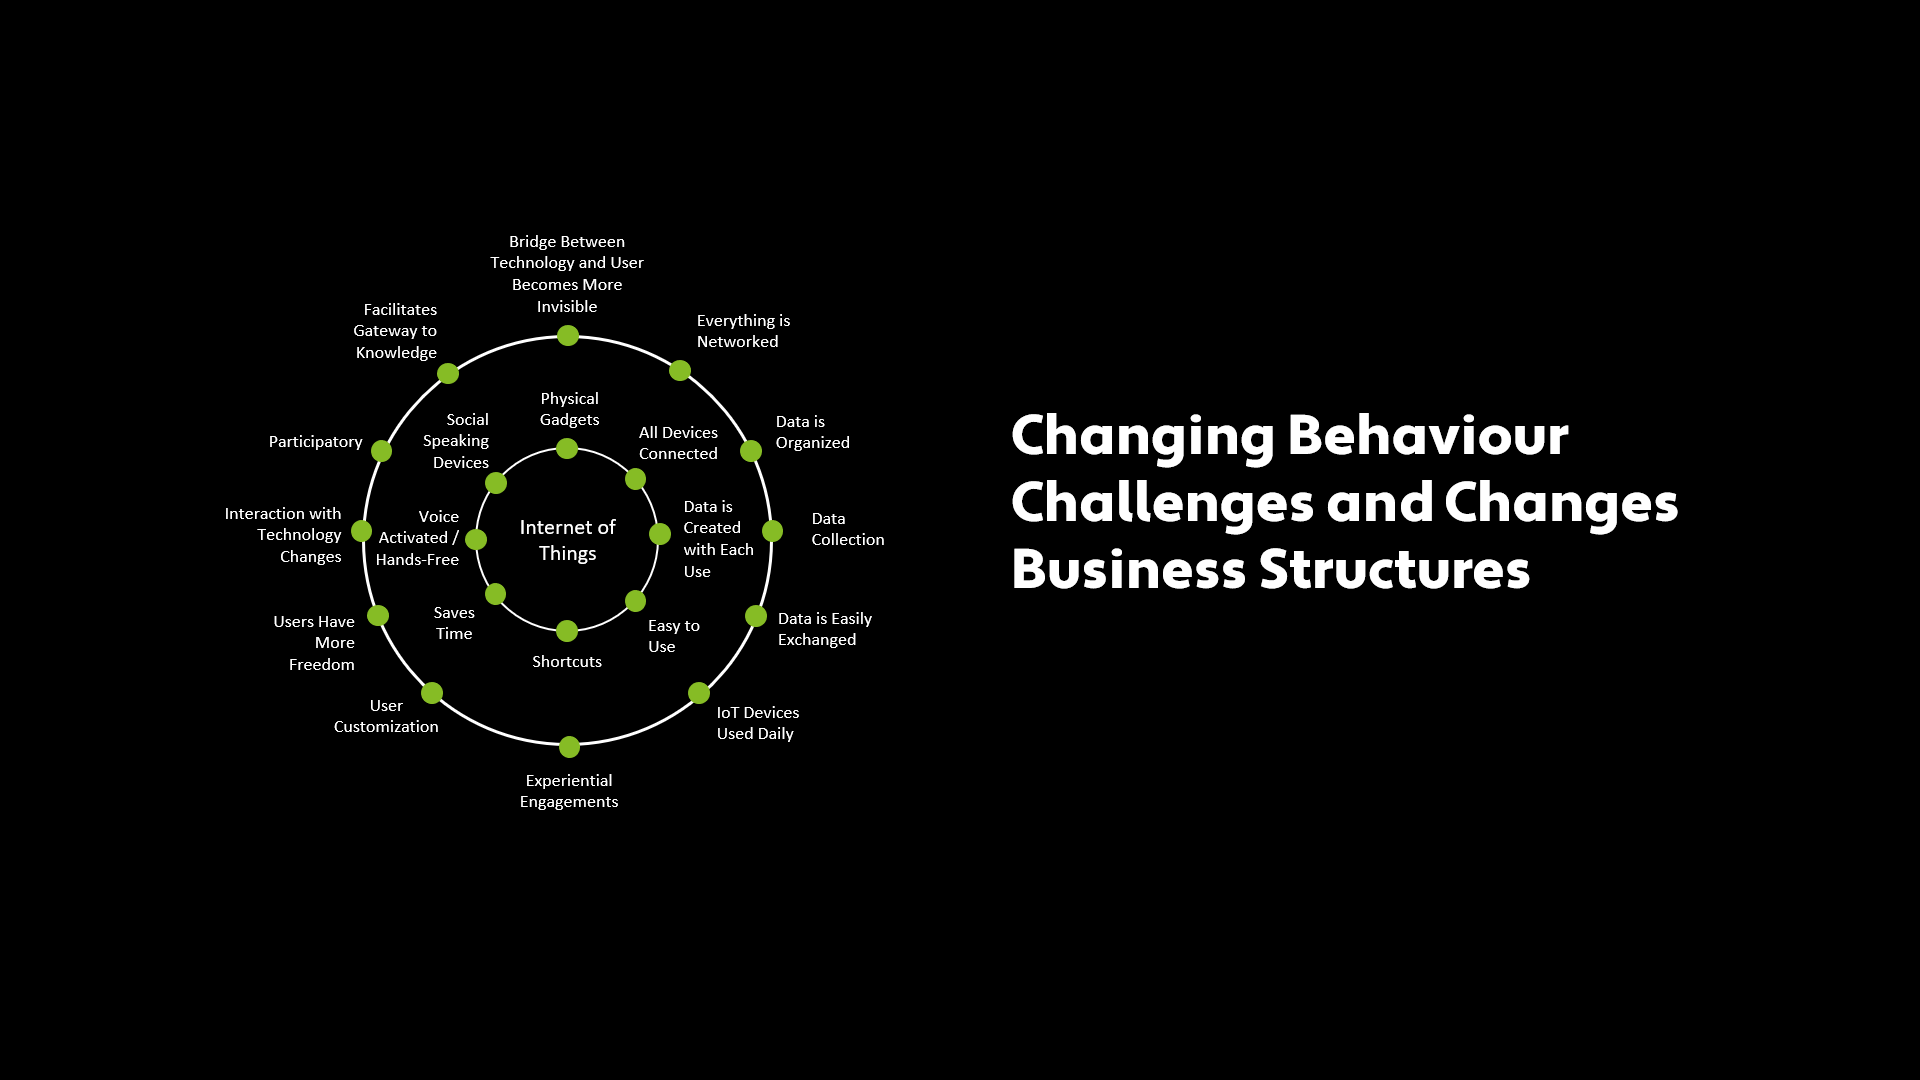 Bridge Between
Technology and User
Becomes More
Invisible
Facilitates
Gateway to
Knowledge
Everything is
Networked
Participatory
Data is
Organized
Interaction with
Technology
Changes
Data
Collection
Users Have
More
Freedom
Data is Easily
Exchanged
User
Customization
IoT Devices
Used Daily
Experiential
Engagements
Physical
Gadgets
Social
Speaking
Devices
All Devices
Connected
Voice
Activated /
Hands-Free
Data is
Created
with Each
Use
Saves
Time
Easy to
Use
Shortcuts
Internet of
Things
Changing Behaviour
Challenges and Changes
Business Structures